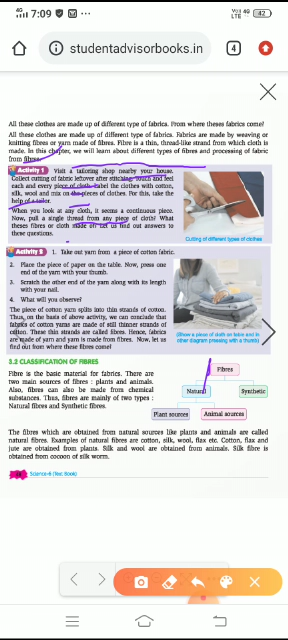 4G 7:09
Vo) 4G LTE 42
studentadvisorbooks.in
4
All these clothes are made up of different type of fabrics. From where these fabrics come?
All these clothes are made up of different type of fabrics. Fabrics are made by weaving or
knitting fibres or yarn made of fibres. Fibre is a thin, thread-like strand from which cloth is
made. In this chapter, we will learn about different types of fibres and processing of fabric
from fibres.
Activity 1 Visit a tailoring shop nearby your house.
Collect cutting of fabric leftover after stitching. Touch and feel
each and every piece of cloth. Label the clothes with cotton,
silk, wool and mix on the pieces of clothes. For this, take the
help of a tailor.
When you look at any cloth, it seems a continuous piece.
Now, pull a single thread from any piece of cloth? What
theses fibres or cloth made of? Let us find out answers to
these questions.
Cutting of different types of clothes
Activity 2 1. Take out yarn from a piece of cotton fabric.
2. Place the piece of paper on the table. Now, press one
end of the yarn with your thumb.
3. Scratch the other end of the yarn along with its length
with your nail.
4. What will you observe?
The piece of cotton yarn splits into thin strands of cotton.
Thus, on the basis of above activity, we can conclude that
fabrics of cotton yarns are made of still thinner strands of
cotton. These thin strands are called fibres. Hence, fabrics
are made of yarn and yarn is made from fibres. Now, let us
find out from where these fibres come?
(Show a piece of cloth on table and in
other diagram pressing with a thumb)
3.2 CLASSIFICATION OF FIBRES
Fibre is the basic material for fabrics. There are
two main sources of fibres : plants and animals.
Also, fibres can also be made from chemical
substances. Thus, fibres are mainly of two types :
Natural fibres and Synthetic fibres.
Fibres
Natural
Synthetic
Plant sources
Animal sources
The fibres which are obtained from natural sources like plants and animals are called
natural fibres. Examples of natural fibres are cotton, silk, wool, flax etc. Cotton, flax and
jute are obtained from plants. Silk and wool are obtained from animals. Silk fibre is
obtained from cocoon of silk worm.
Science-6 (Text Book)